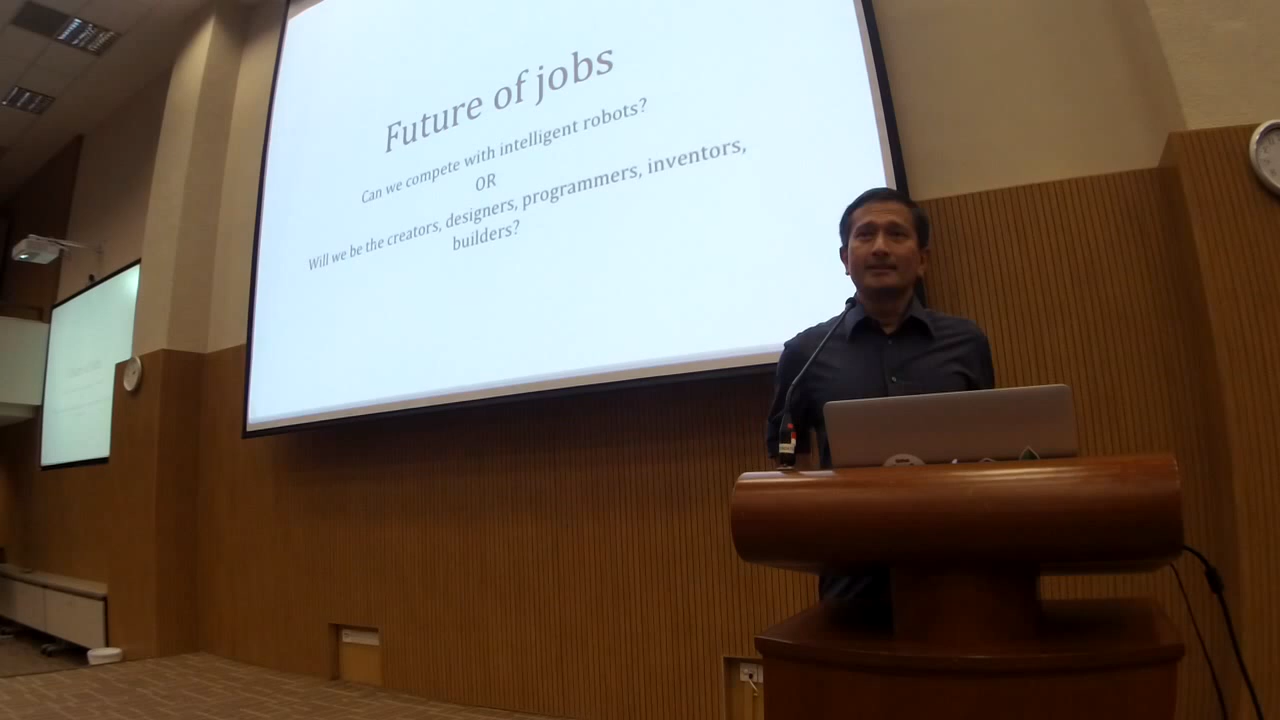 Future of jobs
Can we compete with intelligent robots?
OR
Will we be the creators, designers, programmers, inventors,
builders?